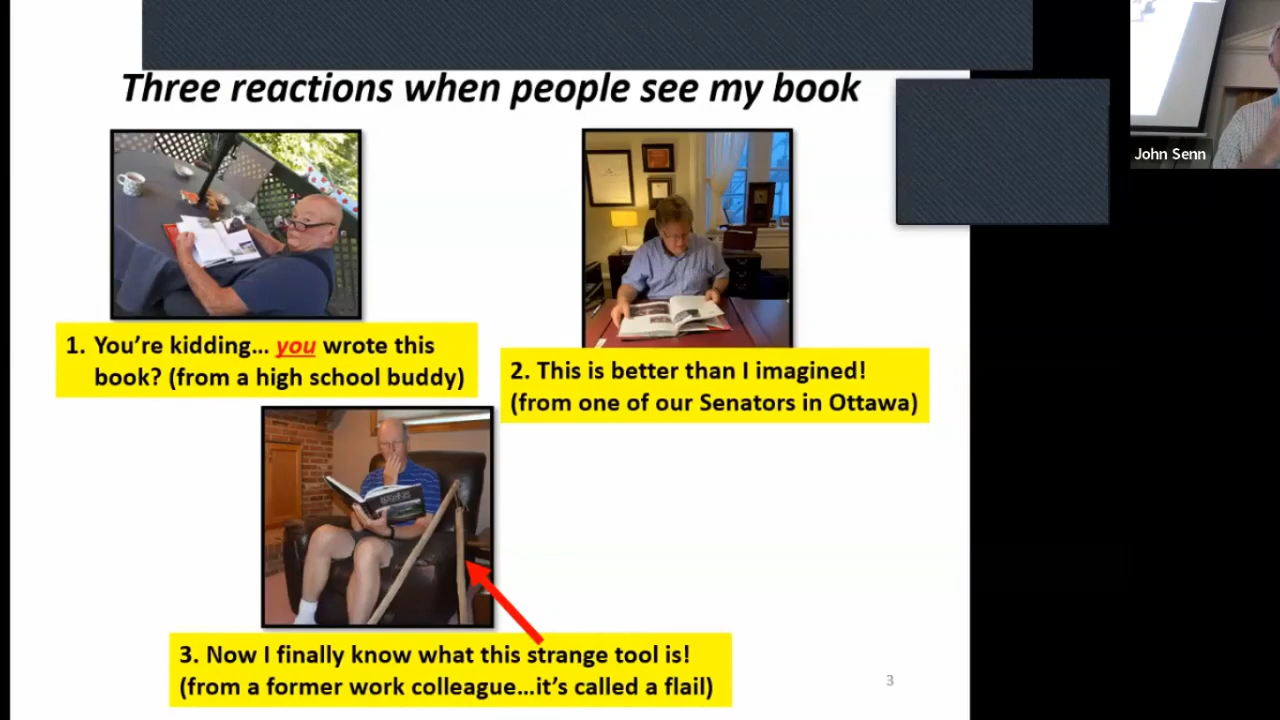 Three reactions when people see my book
John Senn
1. You're kidding... you wrote this
book? (from a high school buddy)
2. This is better than I imagined!
(from one of our Senators in Ottawa)
3. Now I finally know what this strange tool is!
(from a former work colleague...it's called a flail)
3